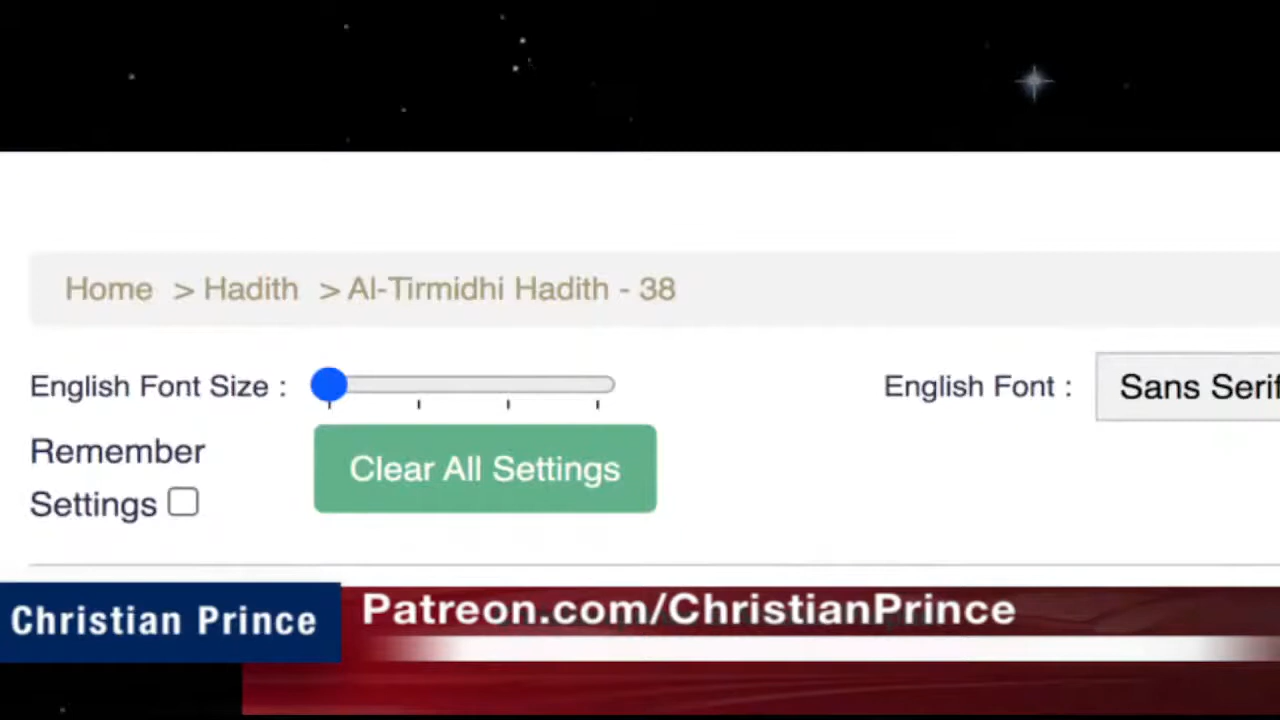 Home > Hadith > Al-Tirmidhi Hadith - 38
English Font Size :
English Font :
Sans Serif
Remember
Settings
Clear All Settings
Christian Prince
Patreon.com/ChristianPrince